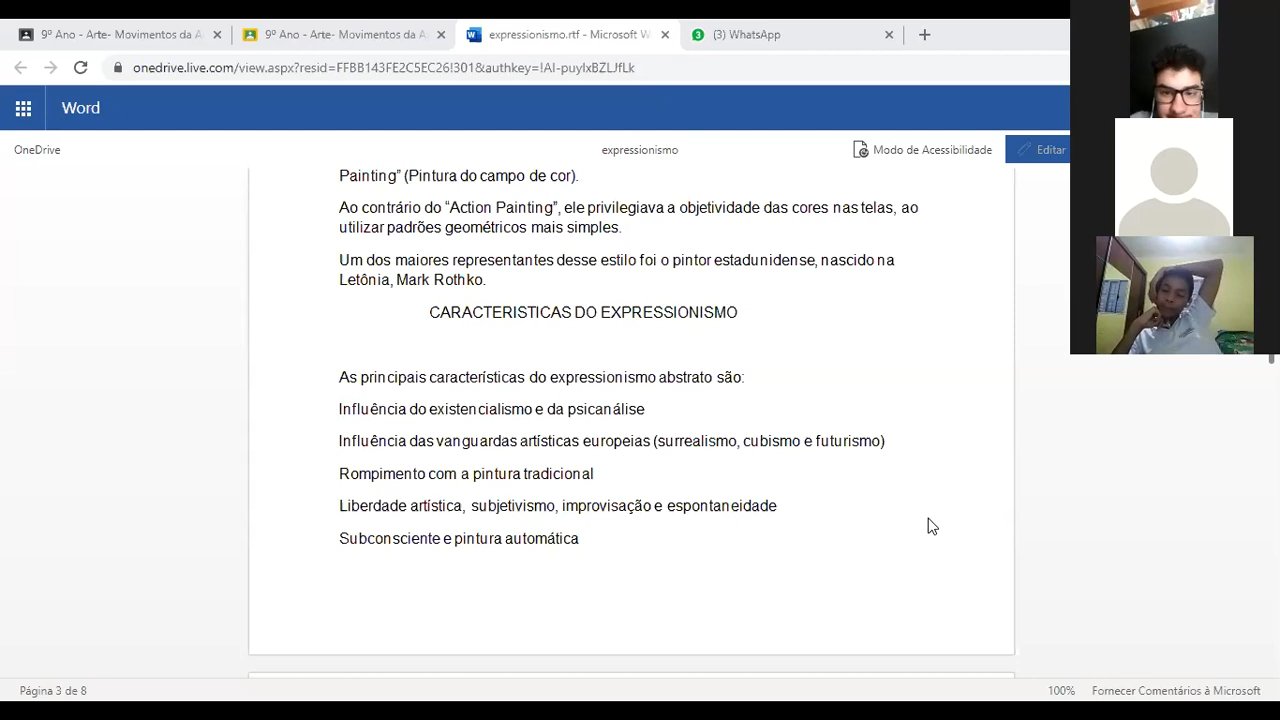 9º Ano - Arte- Movimentos da A
9º Ano - Arte- Movimentos da A
expressionismo.rtf - Microsoft W
(3) WhatsApp
onedrive.live.com/view.aspx?resid=FFBB143FE2C5EC26!301&authkey=!AI-puyIxBZLJfLk
Word
OneDrive
expressionismo
Modo de Acessibilidade
Editar
Painting” (Pintura do campo de cor).
Ao contrário do “Action Painting”, ele privilegiava a objetividade das cores nas telas, ao
utilizar padrões geométricos mais simples.
Um dos maiores representantes desse estilo foi o pintor estadunidense, nascido na
Letônia, Mark Rothko.
CARACTERISTICAS DO EXPRESSIONISMO
As principais características do expressionismo abstrato são:
Influência do existencialismo e da psicanálise
Influência das vanguardas artísticas europeias (surrealismo, cubismo e futurismo)
Rompimento com a pintura tradicional
Liberdade artística, subjetivismo, improvisação e espontaneidade
Subconsciente e pintura automática
Página 3 de 8
100%
Fornecer Comentários à Microsoft